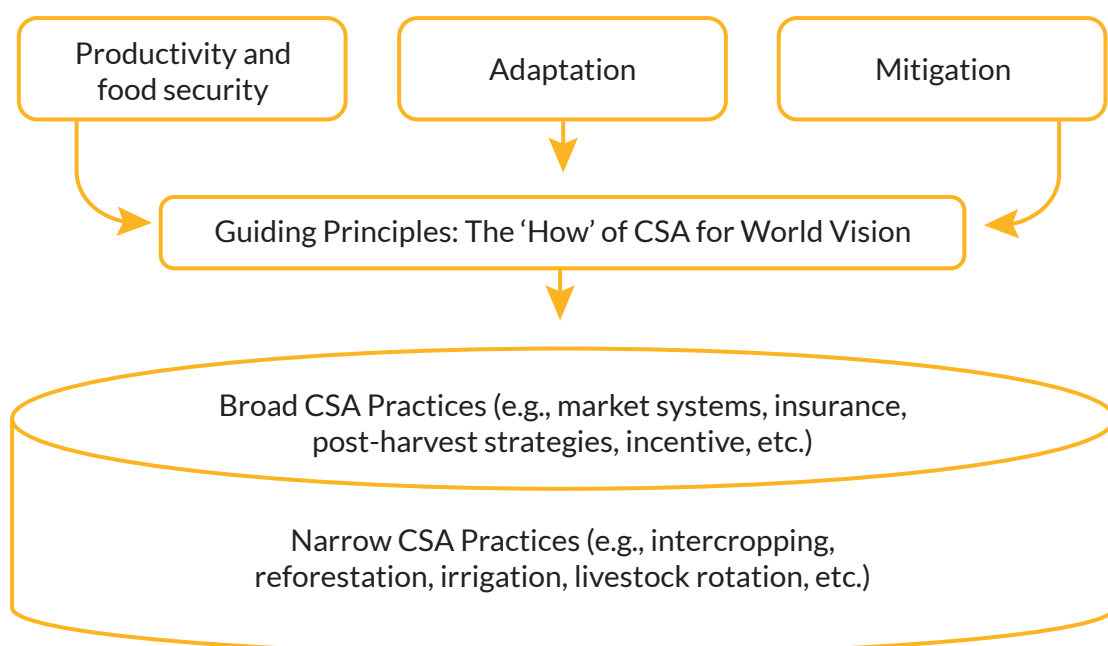 Productivity and
food security
Adaptation
Mitigation
Guiding Principles: The ‘How’ of CSA for World Vision
Broad CSA Practices (e.g., market systems, insurance,
post-harvest strategies, incentive, etc.)
Narrow CSA Practices (e.g., intercropping,
reforestation, irrigation, livestock rotation, etc.)